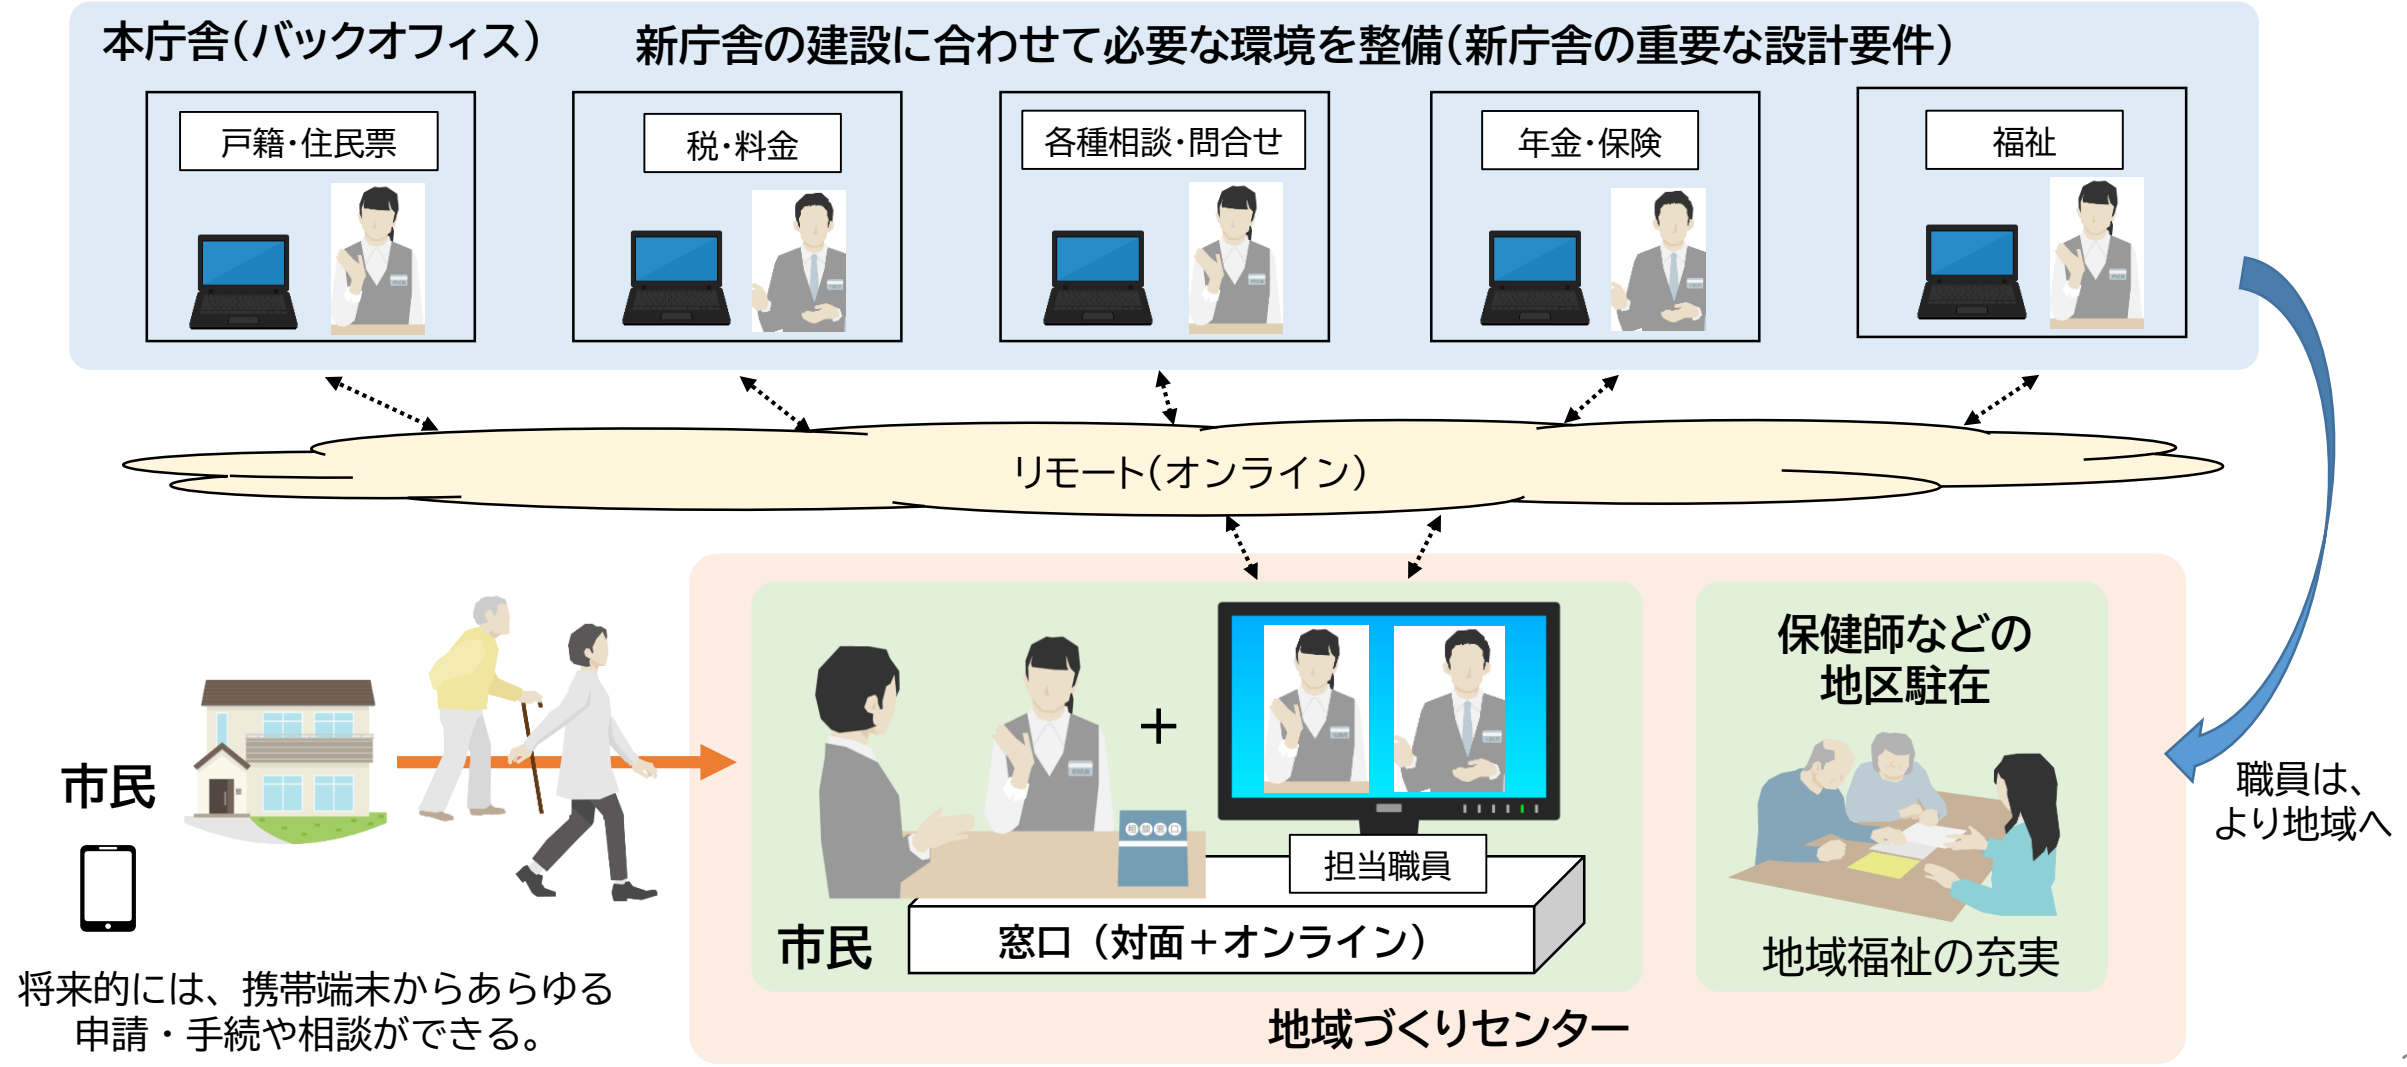 本庁舎(バックオフィス)
新庁舎の建設に合わせて必要な環境を整備(新庁舎の重要な設計要件)
戸籍・住民票
税・料金
各種相談・問合せ
年金・保険
福祉
リモート(オンライン)
市民
将来的には、携帯端末からあらゆる
申請・手続や相談ができる。
+
相談窓口
担当職員
市民
窓口（対面＋オンライン）
保健師などの
地区駐在
地域福祉の充実
地域づくりセンター
職員は、
より地域へ